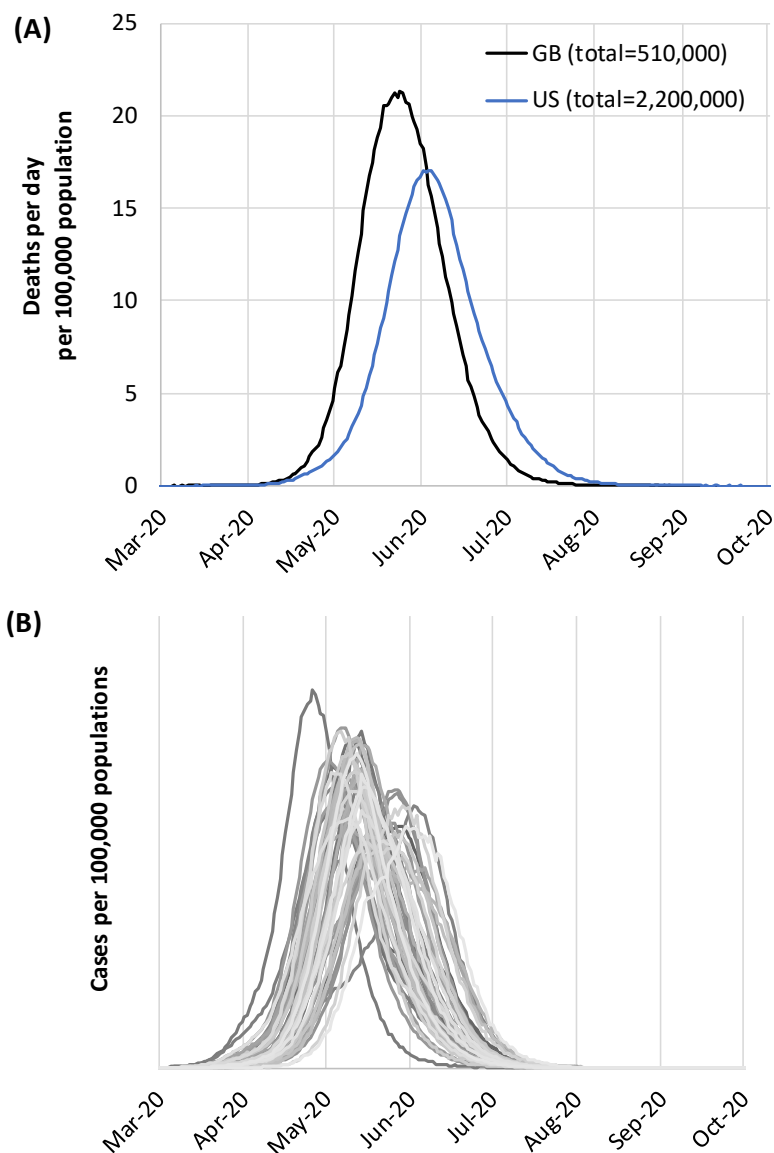 (A)
25
20
15
10
5
0
Deaths per day
per 100,000 population
GB (total=510,000)
US (total=2,200,000)
Mar-20
Apr-20
May-20
Jun-20
Jul-20
Aug-20
Sep-20
Oct-20
(B)
Cases per 100,000 populations
Mar-20
Apr-20
May-20
Jun-20
Jul-20
Aug-20
Sep-20
Oct-20